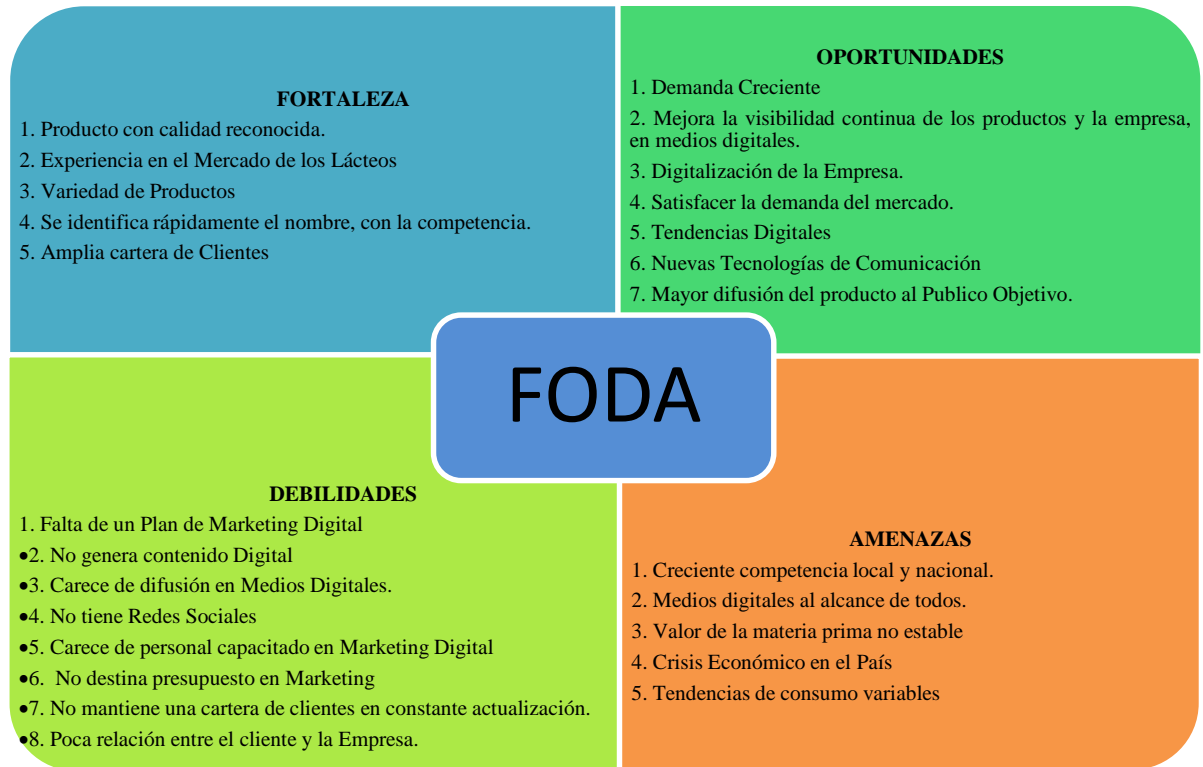 FORTALEZA
1. Producto con calidad reconocida.
2. Experiencia en el Mercado de los Lácteos
3. Variedad de Productos
4. Se identifica rápidamente el nombre, con la competencia.
5. Amplia cartera de Clientes
OPORTUNIDADES
1. Demanda Creciente
2. Mejora la visibilidad continua de los productos y la empresa,
en medios digitales.
3. Digitalización de la Empresa.
4. Satisfacer la demanda del mercado.
5. Tendencias Digitales
6. Nuevas Tecnologías de Comunicación
7. Mayor difusión del producto al Publico Objetivo.
FODA
DEBILIDADES
1. Falta de un Plan de Marketing Digital
•2. No genera contenido Digital
•3. Carece de difusión en Medios Digitales.
•4. No tiene Redes Sociales
•5. Carece de personal capacitado en Marketing Digital
•6. No destina presupuesto en Marketing
•7. No mantiene una cartera de clientes en constante actualización.
•8. Poca relación entre el cliente y la Empresa.
AMENAZAS
1. Creciente competencia local y nacional.
2. Medios digitales al alcance de todos.
3. Valor de la materia prima no estable
4. Crisis Económico en el País
5. Tendencias de consumo variables